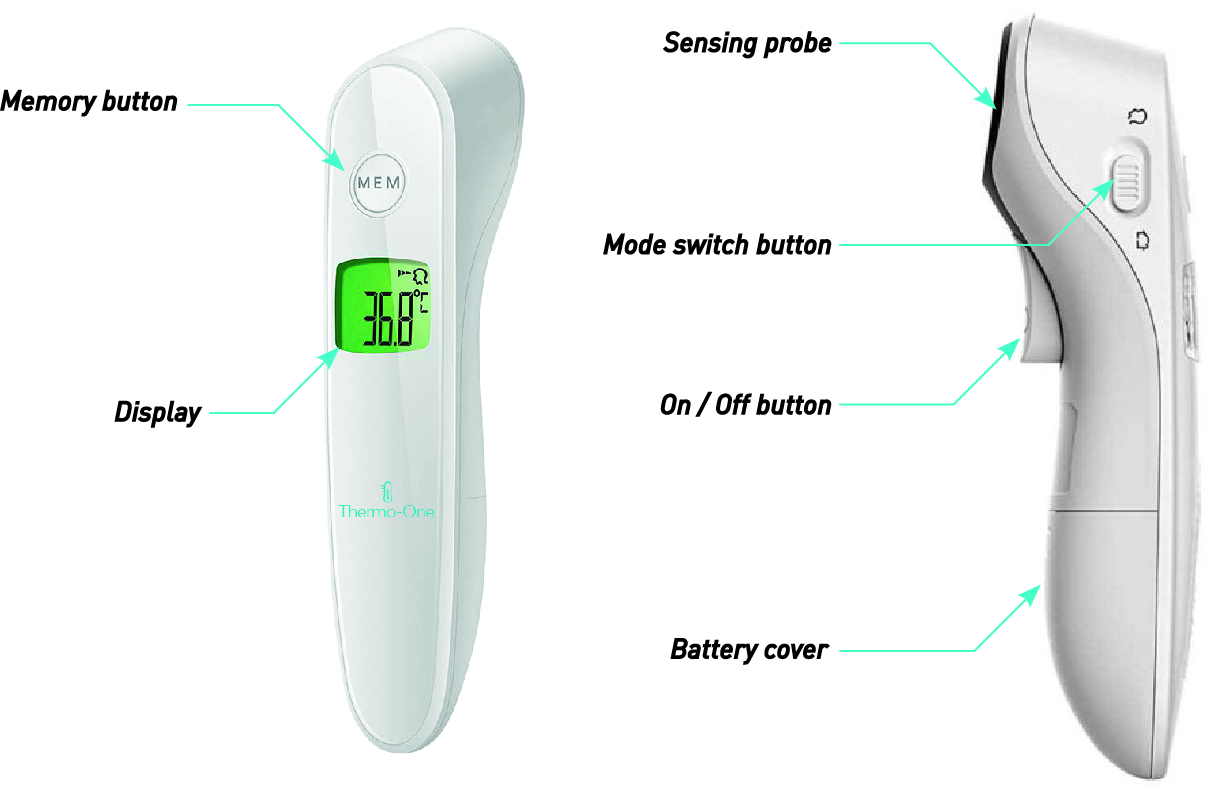 Memory button
MEM
36.8°C
Display
Thermo-One
Sensing probe
Mode switch button
On / Off button
Battery cover